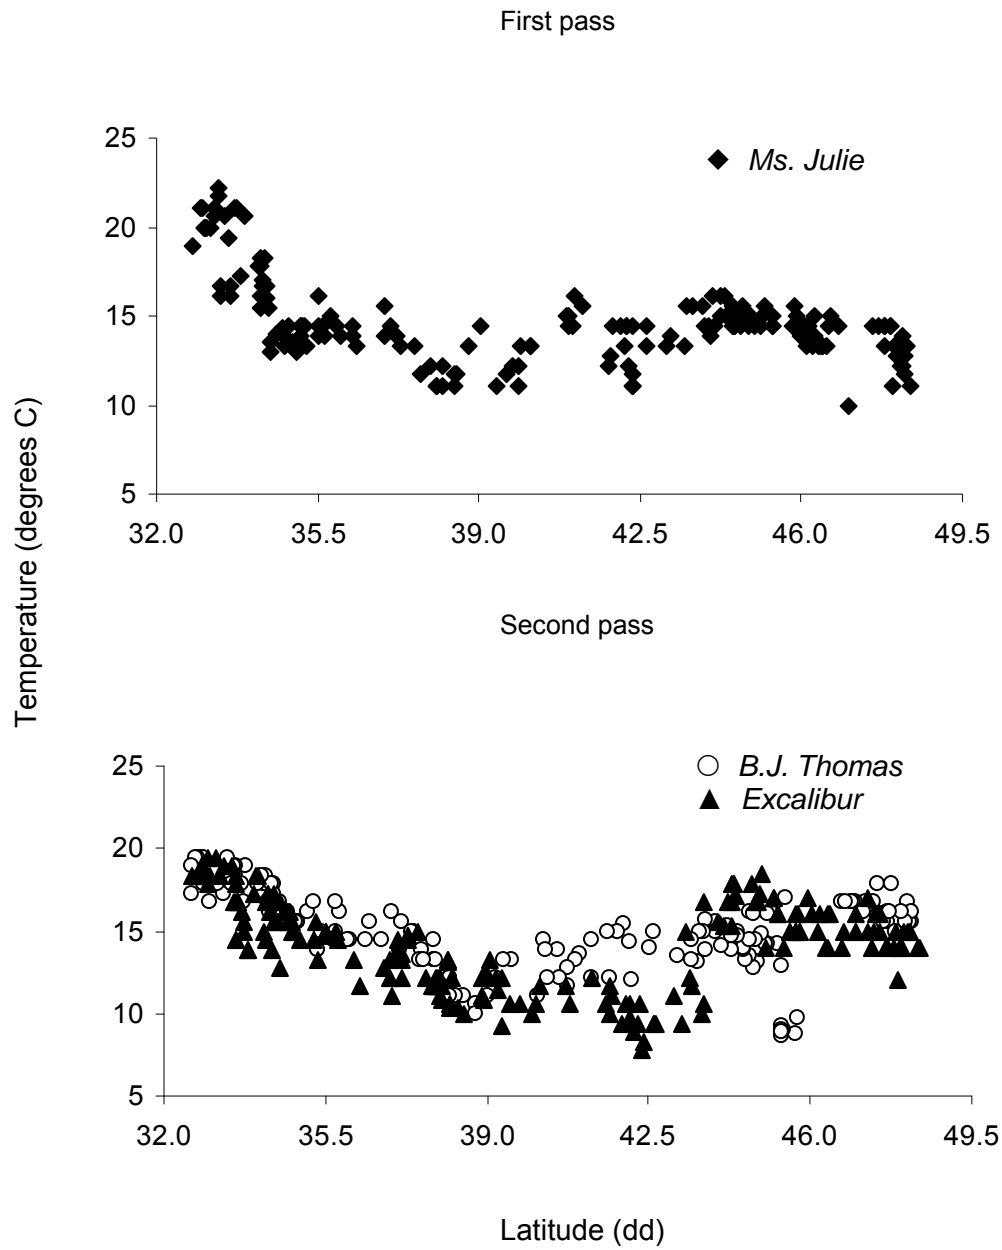 First pass
25
Ms. Julie
20
15
10
5
32.0 35.5 39.0 42.5 46.0 49.5
Temperature (degrees C)
Second pass
25
B.J. Thomas
Excalibur
20
15
10
5
32.0 35.5 39.0 42.5 46.0 49.5
Latitude (dd)